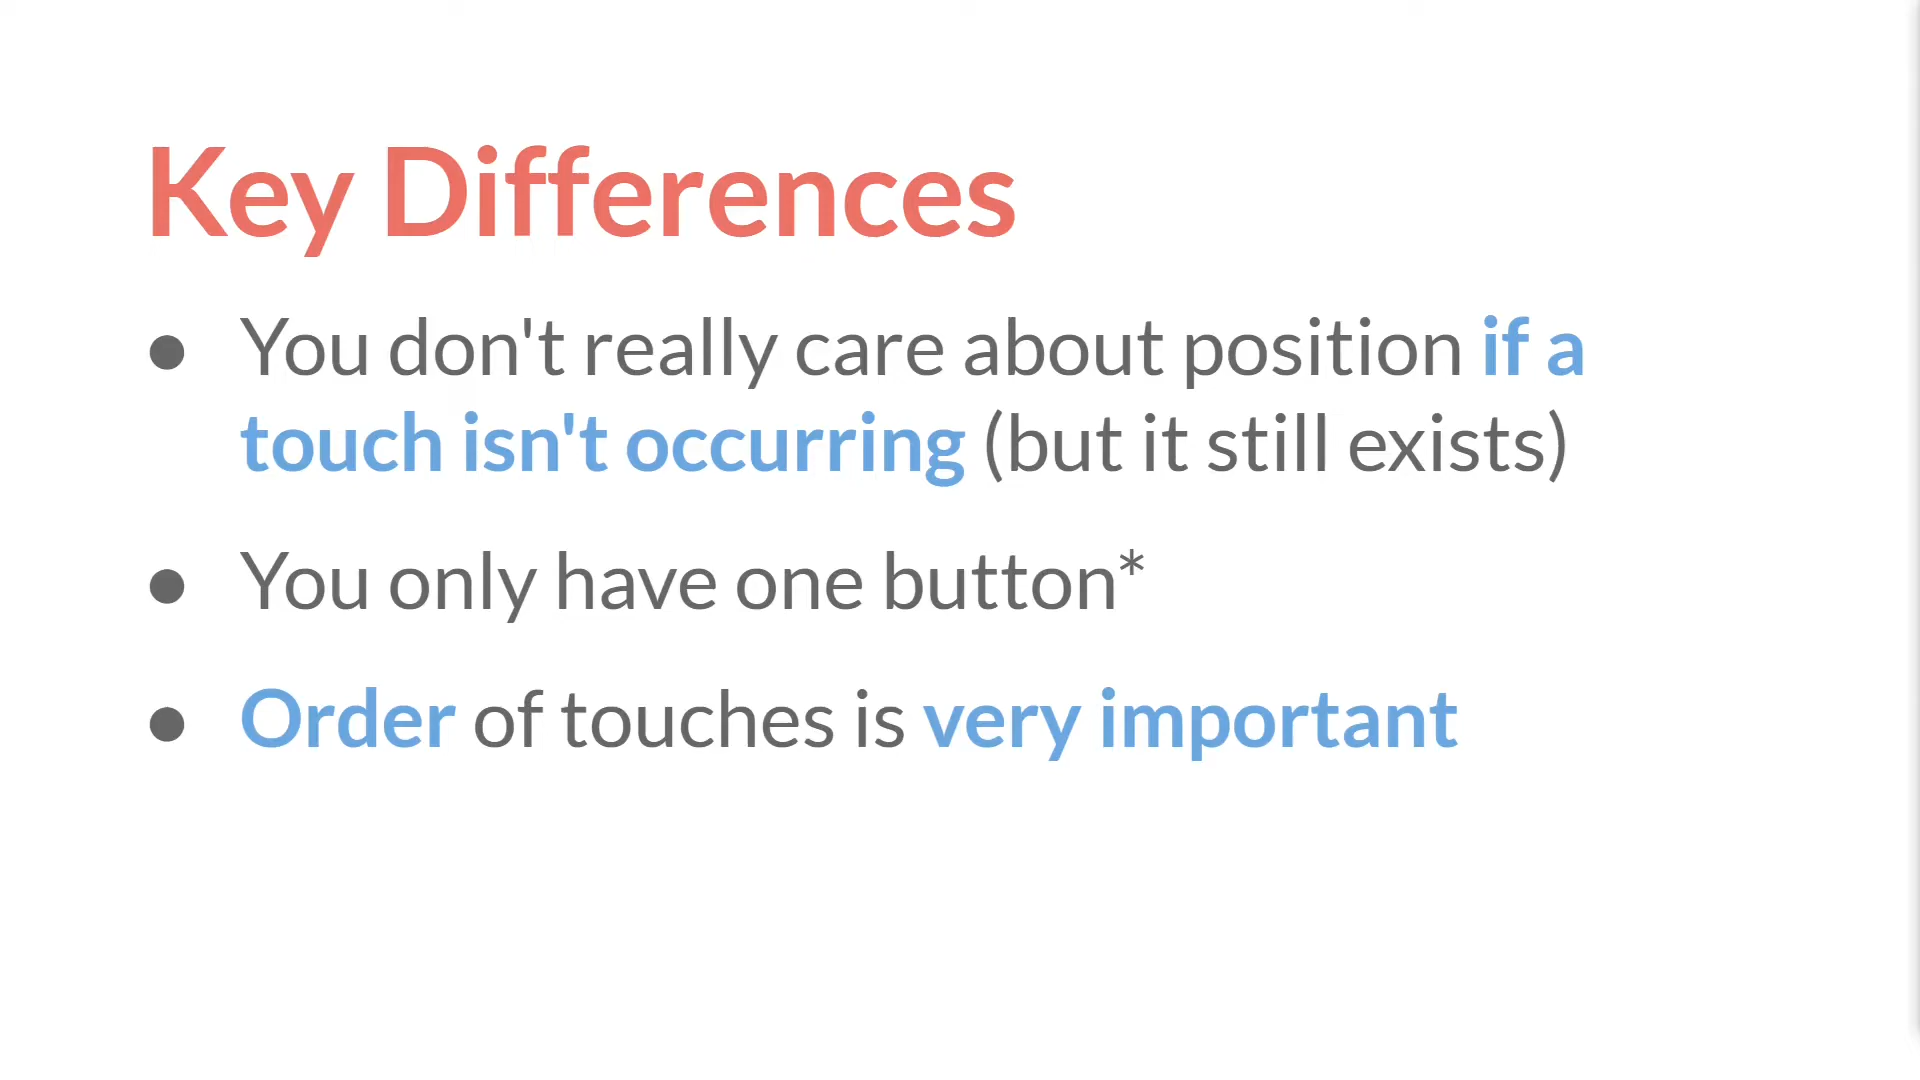 Key Differences
● You don't really care about position if a
touch isn't occurring (but it still exists)
● You only have one button*
● Order of touches is very important